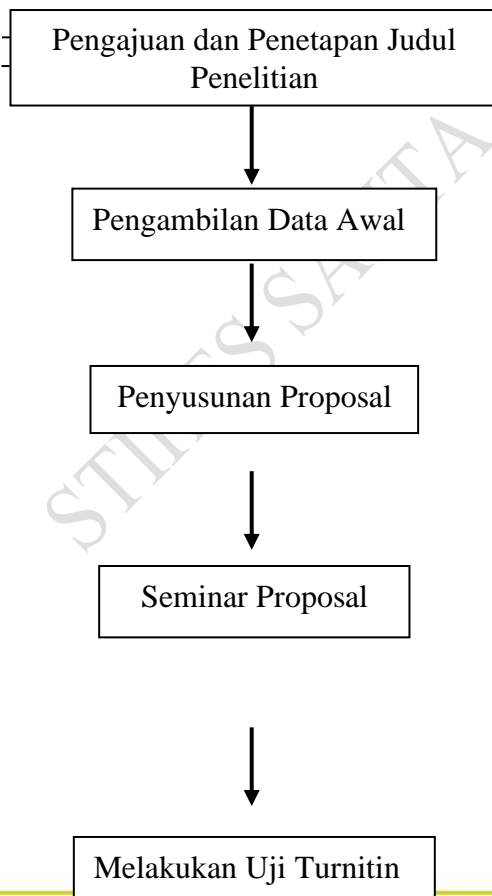 Pengajuan dan Penetapan Judul
Penelitian
Pengambilan Data Awal
Penyusunan Proposal
Seminar Proposal
Melakukan Uji Turnitin